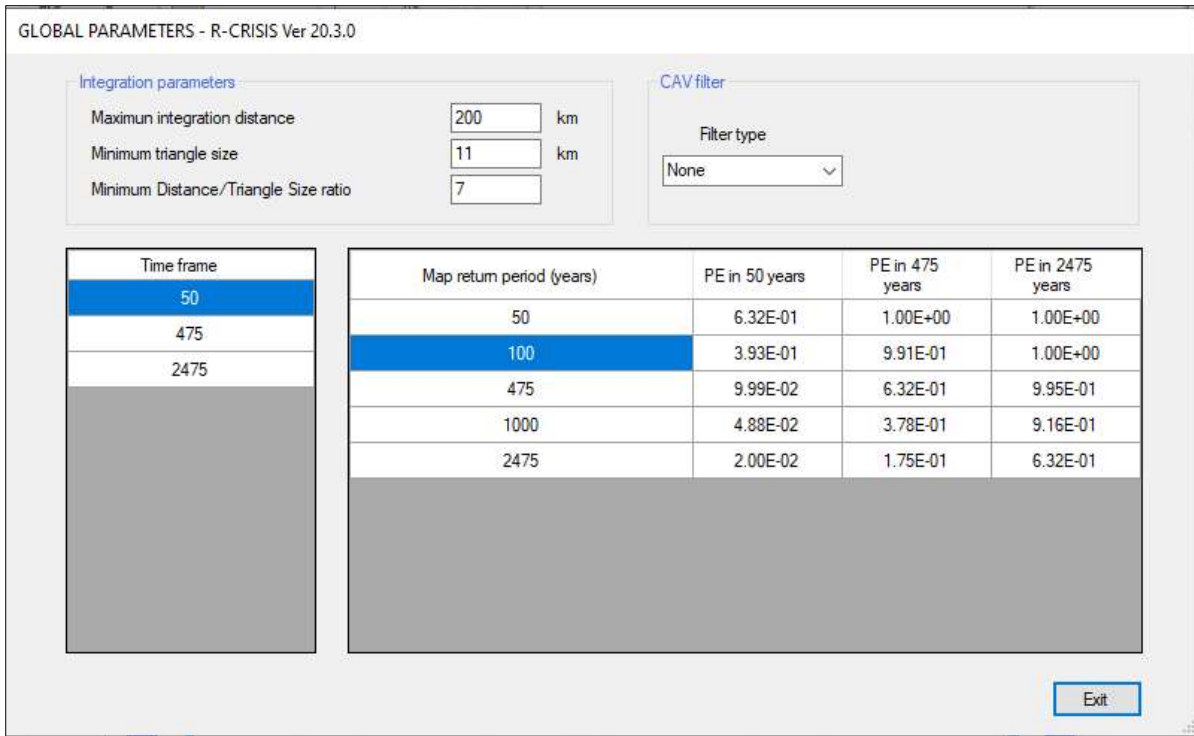 GLOBAL PARAMETERS - R-CRISIS Ver 20.3.0
Integration parameters
Maximun integration distance 200 km
Minimum triangle size 11 km
Minimum Distance/Triangle Size ratio 7
CAV filter
Filter type
None
Time frame
50
475
2475
Map return period (years) PE in 50 years PE in 475 years PE in 2475 years
50 6.32E-01 1.00E+00 1.00E+00
100 3.93E-01 9.91E-01 1.00E+00
475 9.99E-02 6.32E-01 9.95E-01
1000 4.88E-02 3.78E-01 9.16E-01
2475 2.00E-02 1.75E-01 6.32E-01
Exit